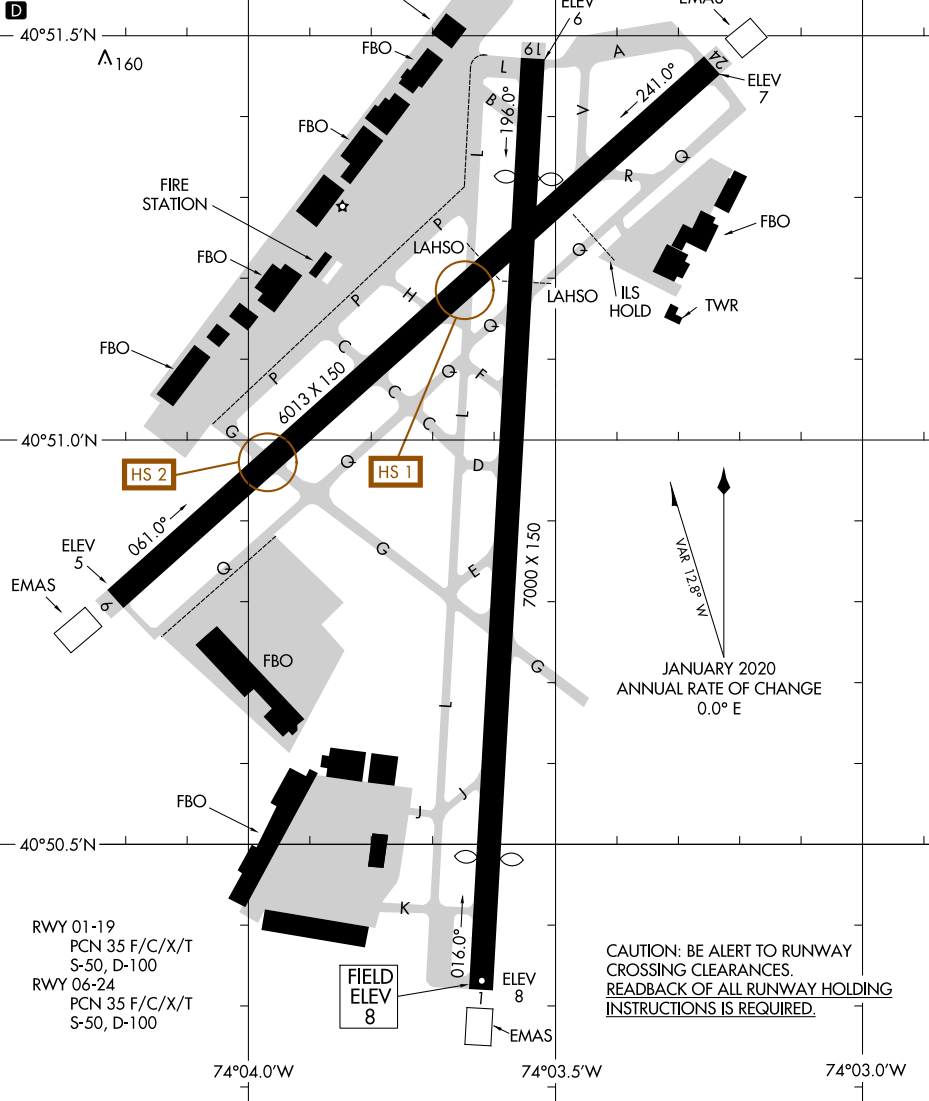 D
ELEV
6
EMAS
40°51.5'N
160
FBO
19
L
A
24
ELEV
7
B
196.0°
V
241.0°
FBO
L
Q
R
FIRE
STATION
FBO
P
LAHSO
Q
FBO
LAHSO
ILS
HOLD
TWR
P
H
Q
C
FBO
6013 X 150
Q
F
P
C
L
C
G
40°51.0'N
HS 2
Q
HS 1
D
061.0°
ELEV
5
G
7000 X 150
VAR 12.8° W
EMAS
Q
E
6
FBO
G
JANUARY 2020
ANNUAL RATE OF CHANGE
0.0° E
L
FBO
J
J
40°50.5'N
K
016.0°
RWY 01-19
PCN 35 F/C/X/T
S-50, D-100
RWY 06-24
PCN 35 F/C/X/T
S-50, D-100
FIELD
ELEV
8
ELEV
8
1
EMAS
CAUTION: BE ALERT TO RUNWAY
CROSSING CLEARANCES.
READBACK OF ALL RUNWAY HOLDING
INSTRUCTIONS IS REQUIRED.
74°04.0'W
74°03.5'W
74°03.0'W